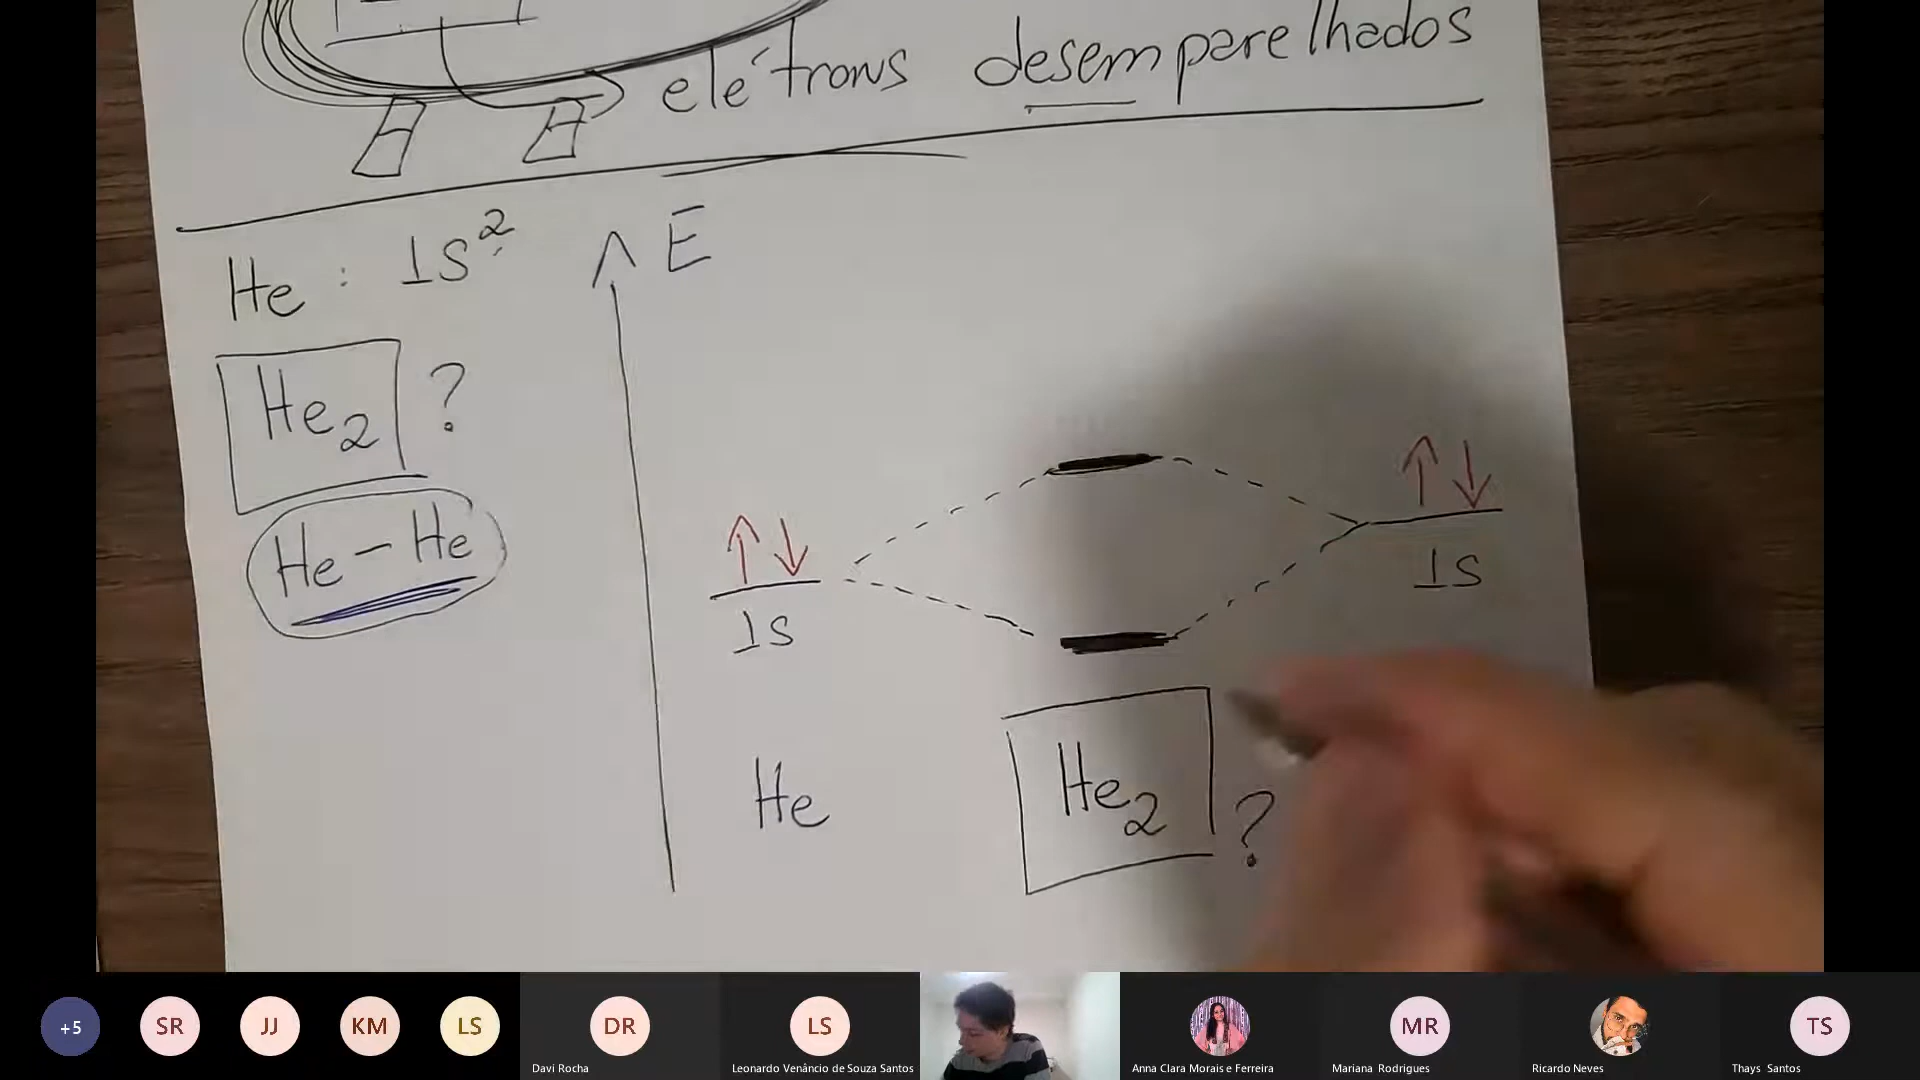 elétrons desemparelhados
He : 1s²
E
He₂ ?
He – He
↑↓
1s
↑↓
1s
He
He₂ ?
+5
SR
JJ
KM
LS
DR
LS
MR
TS
Davi Rocha
Leonardo Venâncio de Souza Santos
Anna Clara Morais e Ferreira
Mariana Rodrigues
Ricardo Neves
Thays Santos